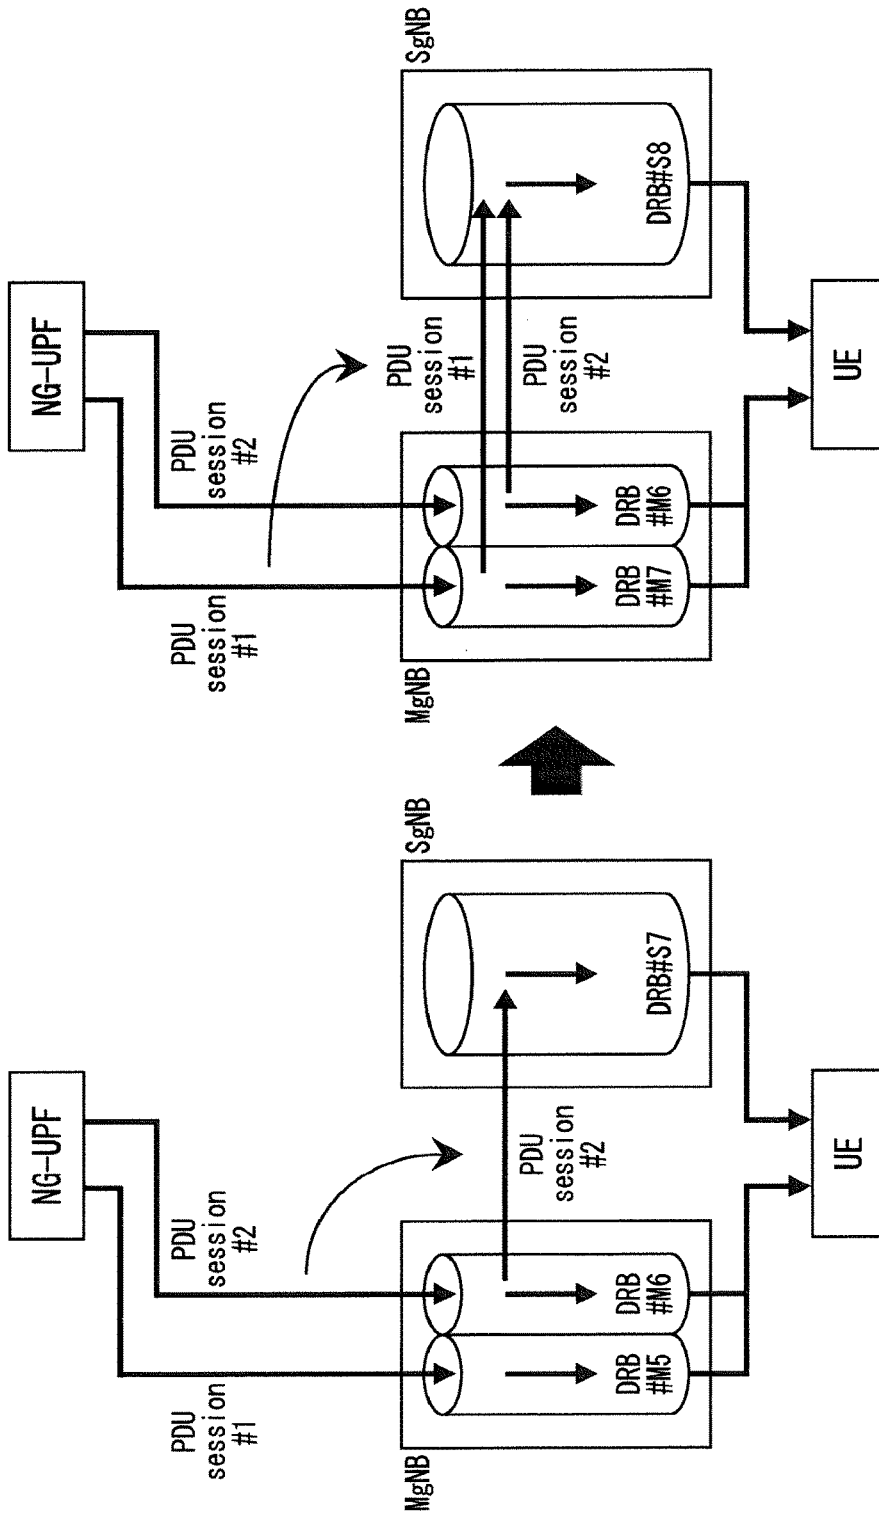 NG-UPF
PDU
session
#1
PDU
session
#2
MgNB
SgNB
PDU
session
#2
DRB
#M5
DRB
#M6
DRB#S7
UE
NG-UPF
PDU
session
#1
PDU
session
#2
MgNB
SgNB
PDU
session
#1
PDU
session
#2
DRB
#M7
DRB
#M6
DRB#S8
UE